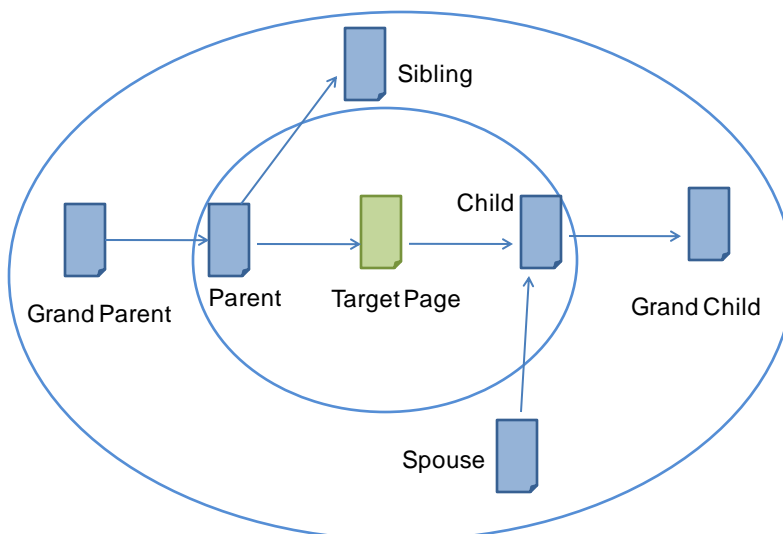 Sibling
Child
Grand Parent
Parent
Target Page
Grand Child
Spouse